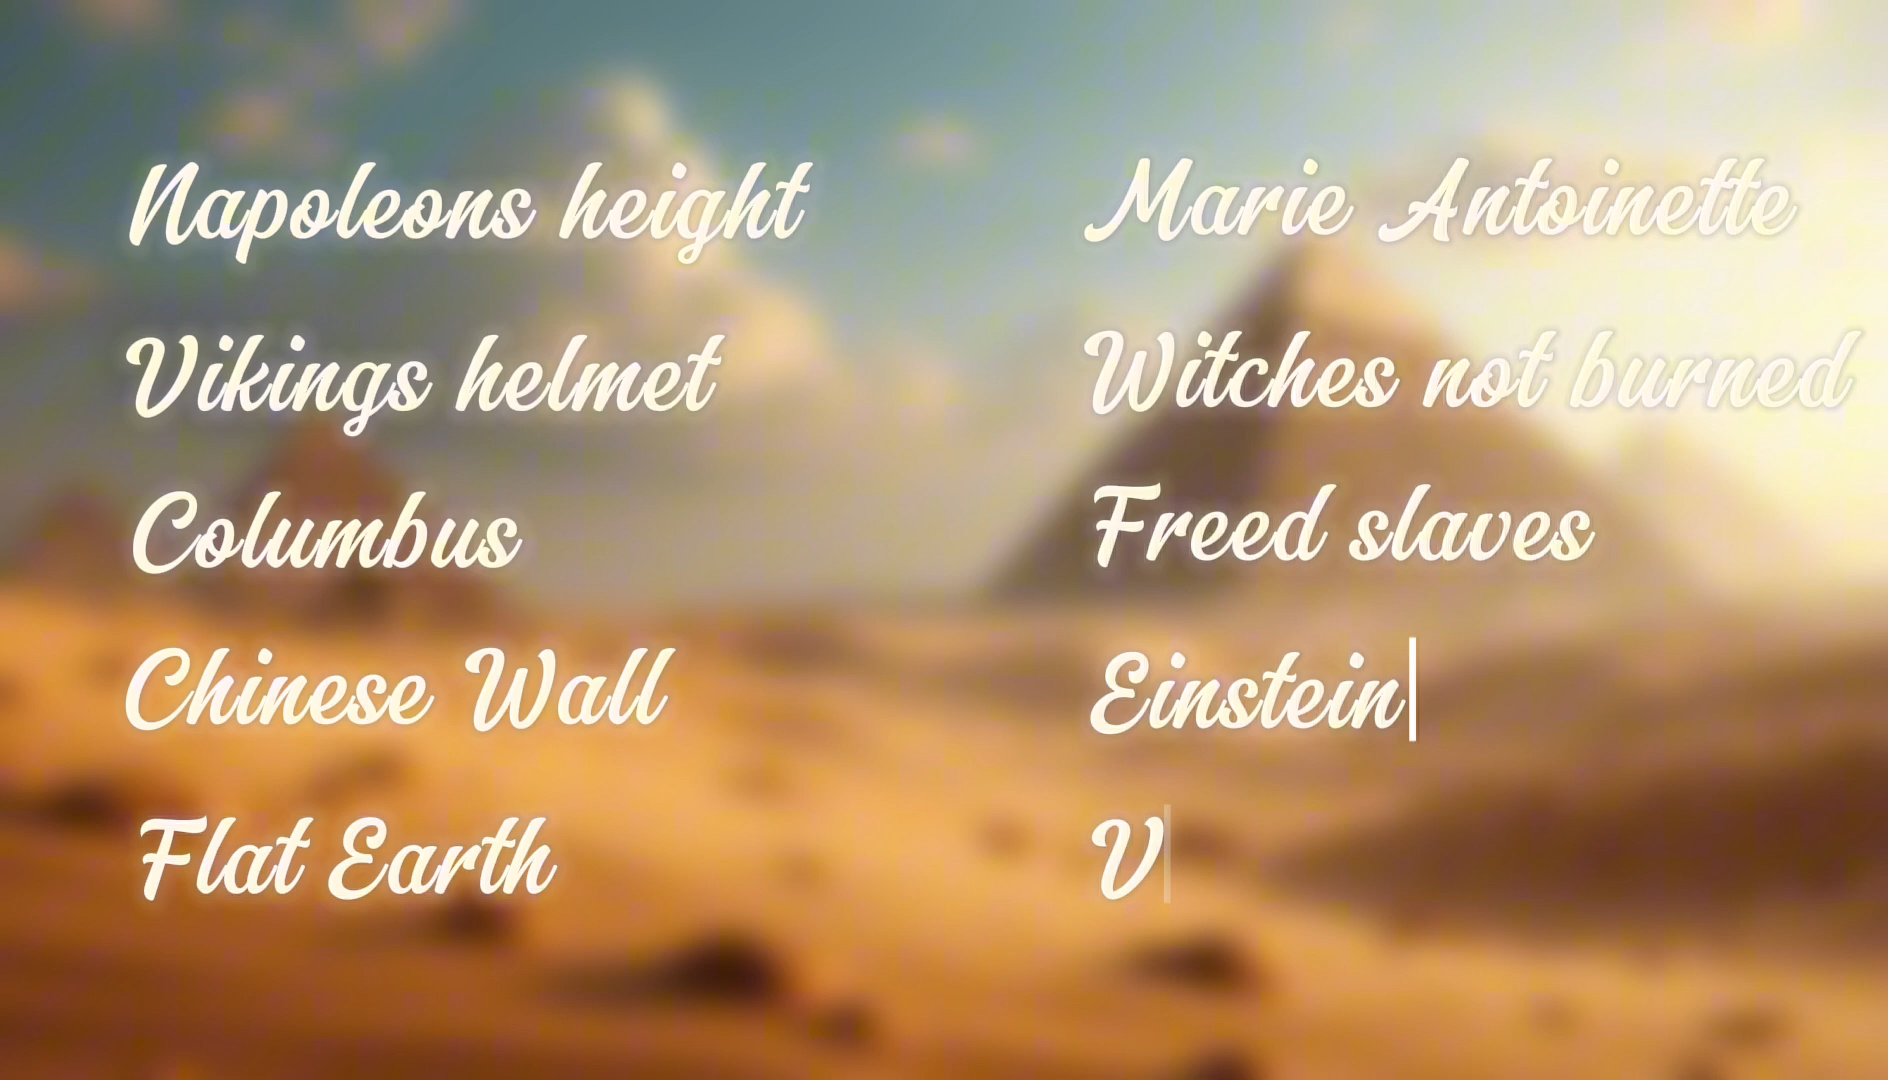 Napoleons height
Vikings helmet
Columbus
Chinese Wall
Flat Earth
Marie Antoinette
Witches not burned
Freed slaves
Einstein
V